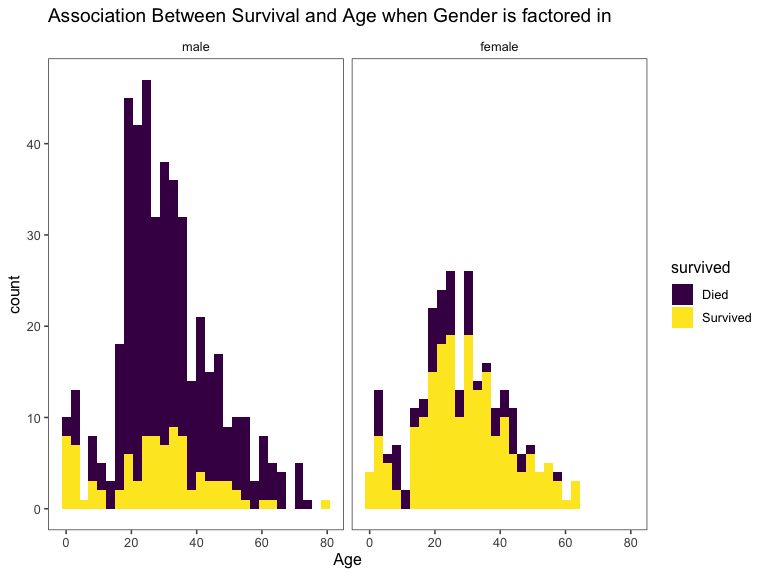 Association Between Survival and Age when Gender is factored in
male
female
count
40
30
20
10
0
0 20 40 60 80
0 20 40 60 80
Age
survived
Died
Survived